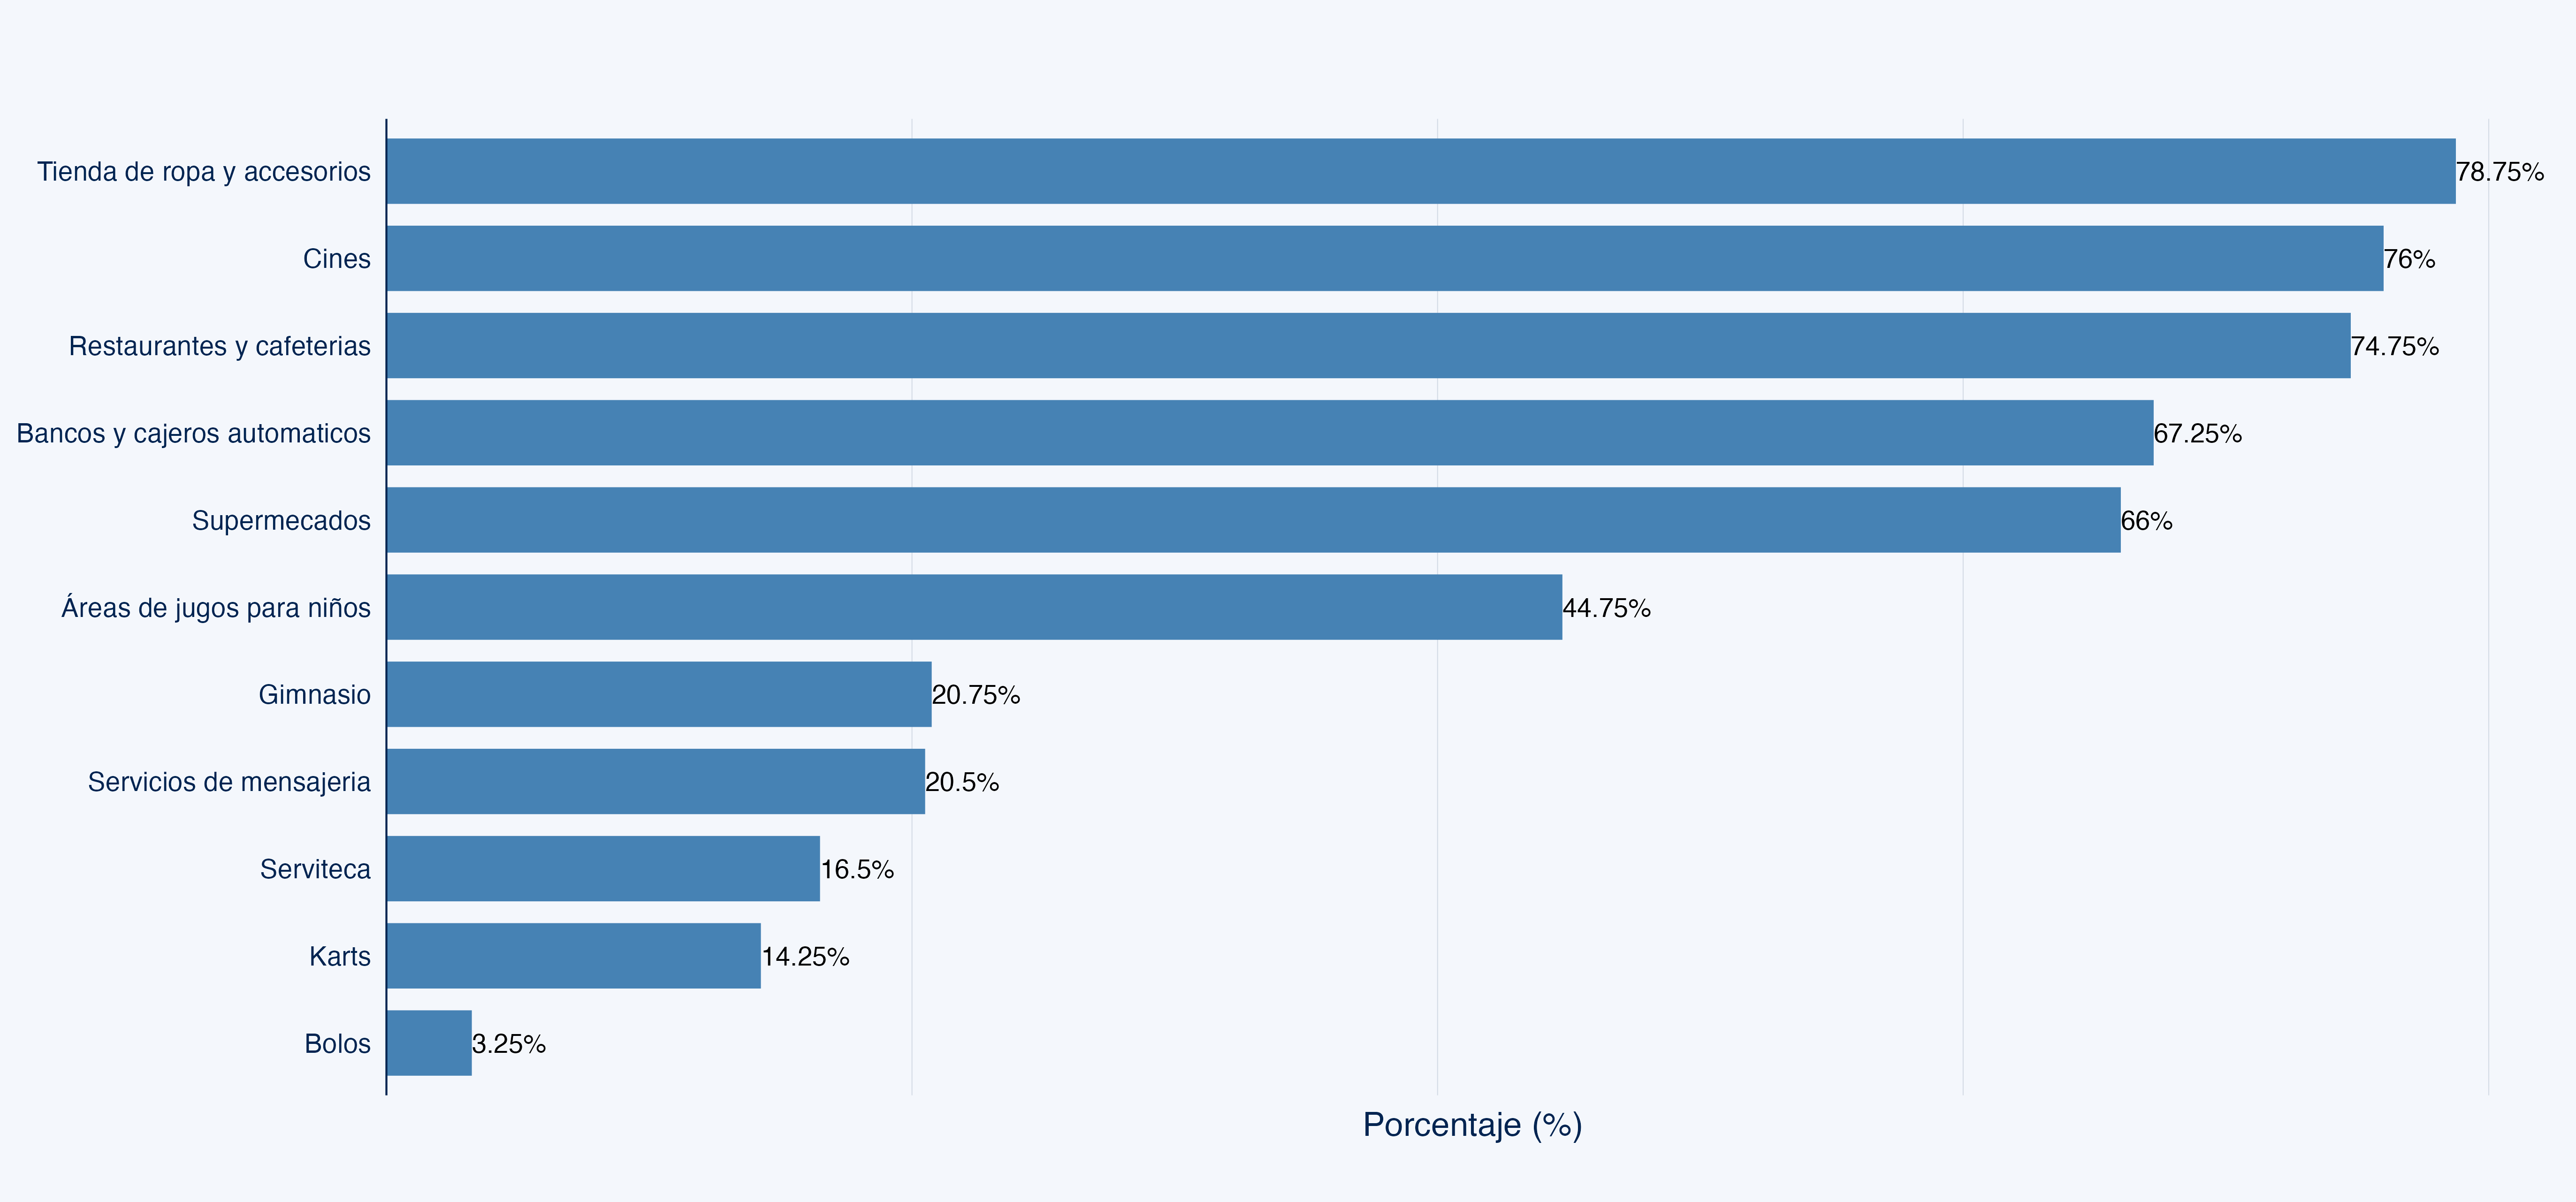 Tienda de ropa y accesorios 78.75%
Cines 76%
Restaurantes y cafeterias 74.75%
Bancos y cajeros automaticos 67.25%
Supermecados 66%
Áreas de jugos para niños 44.75%
Gimnasio 20.75%
Servicios de mensajeria 20.5%
Serviteca 16.5%
Karts 14.25%
Bolos 3.25%
Porcentaje (%)